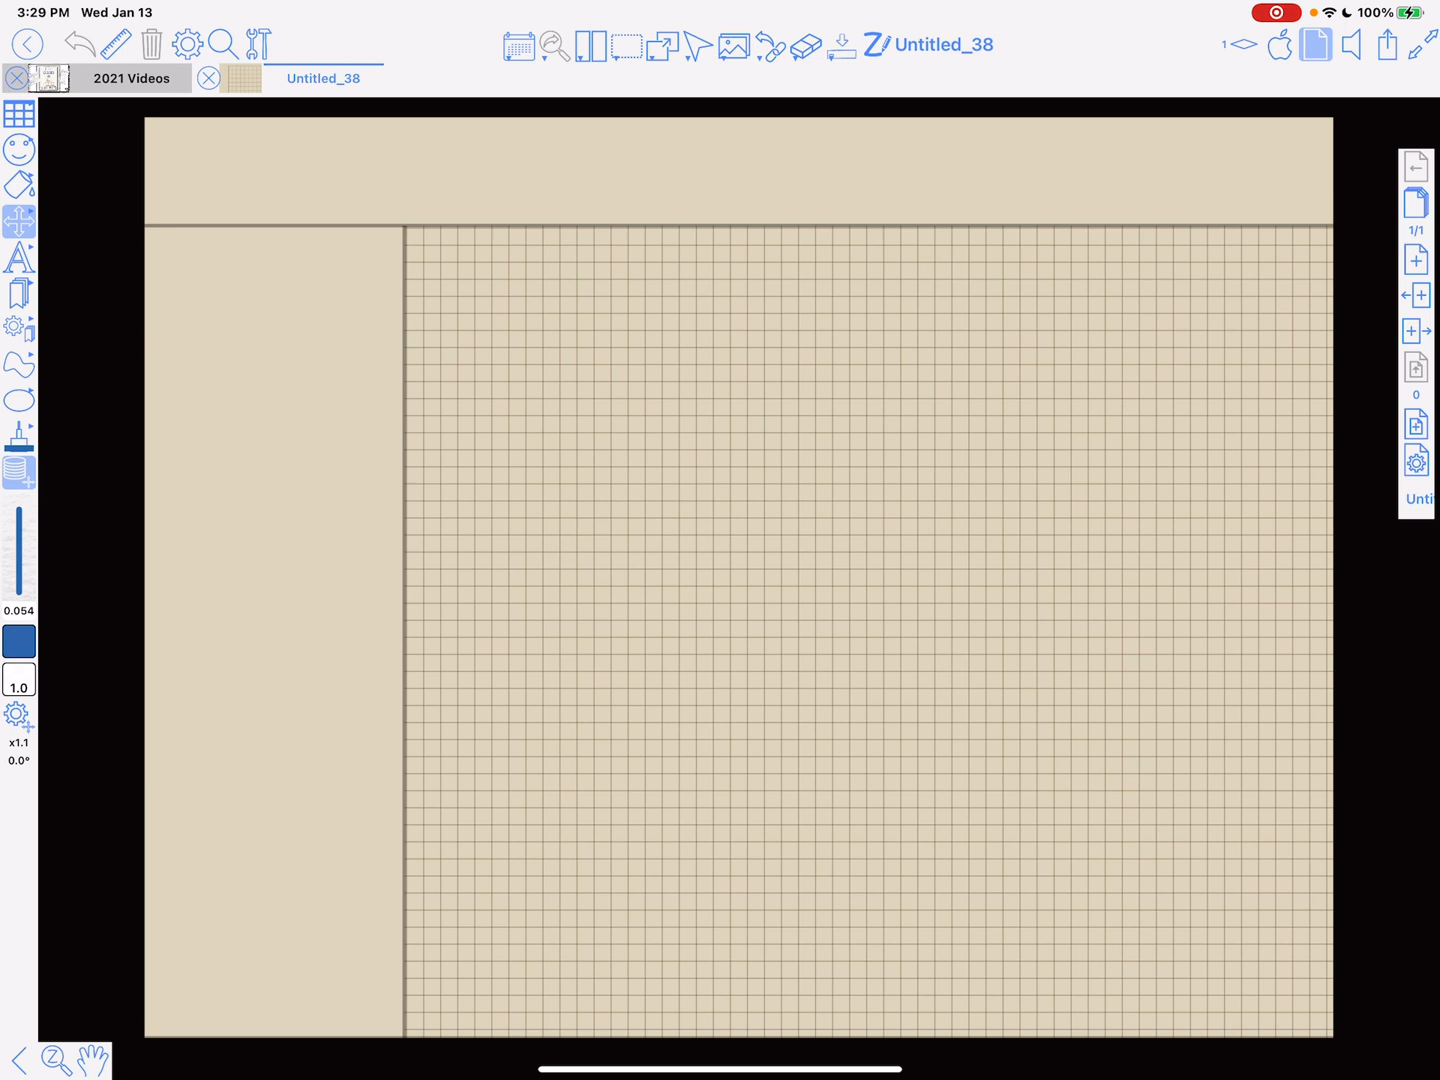 3:29 PM Wed Jan 13
100%
Untitled_38
1
2021 Videos
Untitled_38
1/1
0
Unti
0.054
1.0
x1.1
0.0°